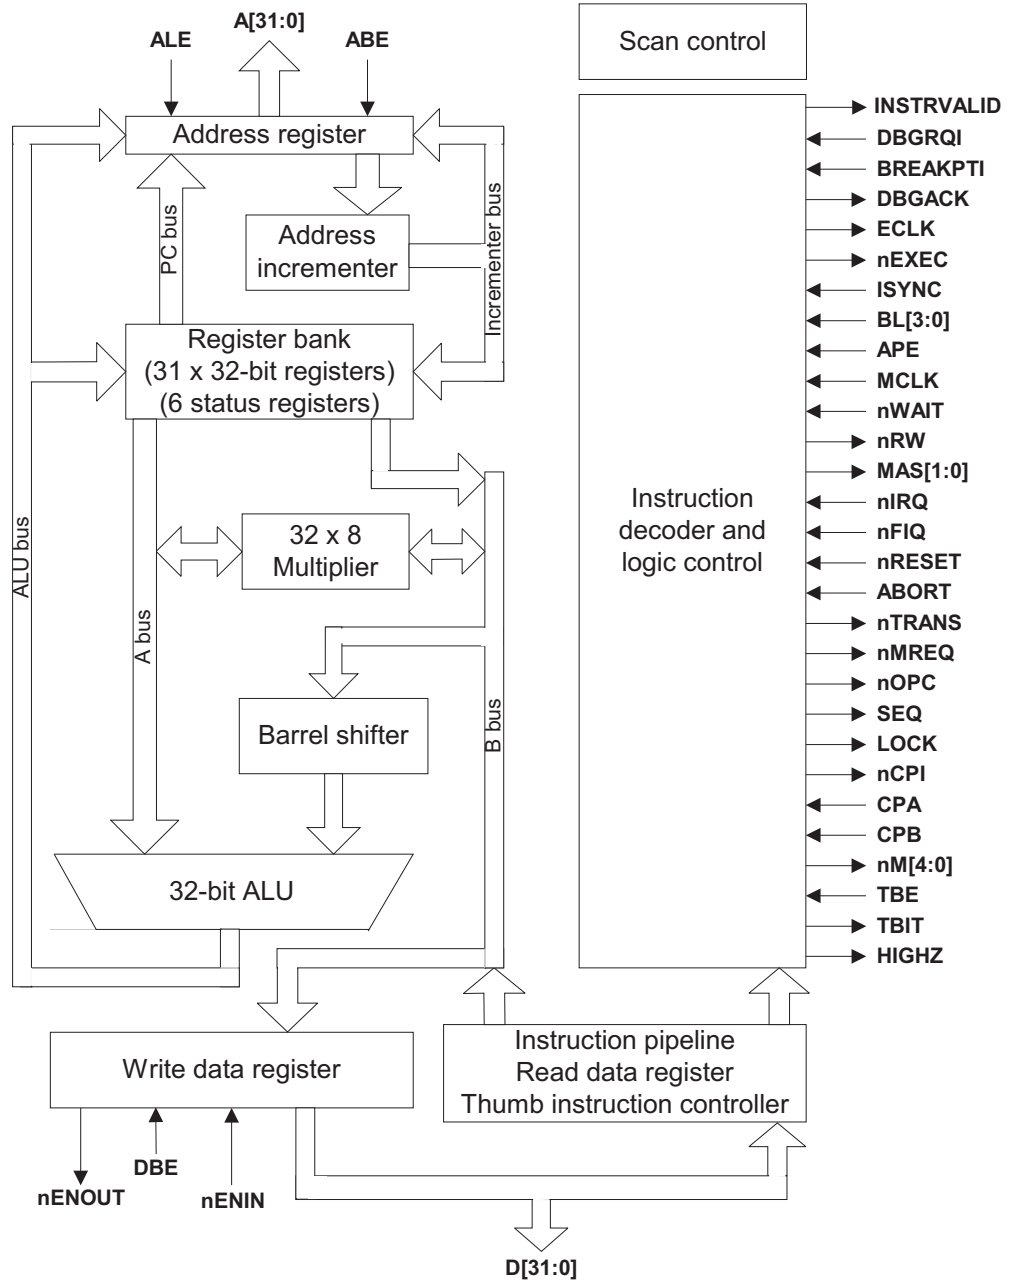 A[31:0]
ALE
ABE
Scan control
Address register
INSTRVALID
DBGRQI
BREAKPTI
DBGACK
ECLK
nEXEC
ISYNC
BL[3:0]
APE
MCLK
nWAIT
nRW
MAS[1:0]
nIRQ
nFIQ
nRESET
ABORT
nTRANS
nMREQ
nOPC
SEQ
LOCK
nCPI
CPA
CPB
nM[4:0]
TBE
TBIT
HIGHZ
PC bus
Address
incrementer
Incrementer bus
Register bank
(31 x 32-bit registers)
(6 status registers)
ALU bus
A bus
32 x 8
Multiplier
B bus
Barrel shifter
32-bit ALU
Instruction
decoder and
logic control
Write data register
Instruction pipeline
Read data register
Thumb instruction controller
nENOUT
DBE
nENIN
D[31:0]